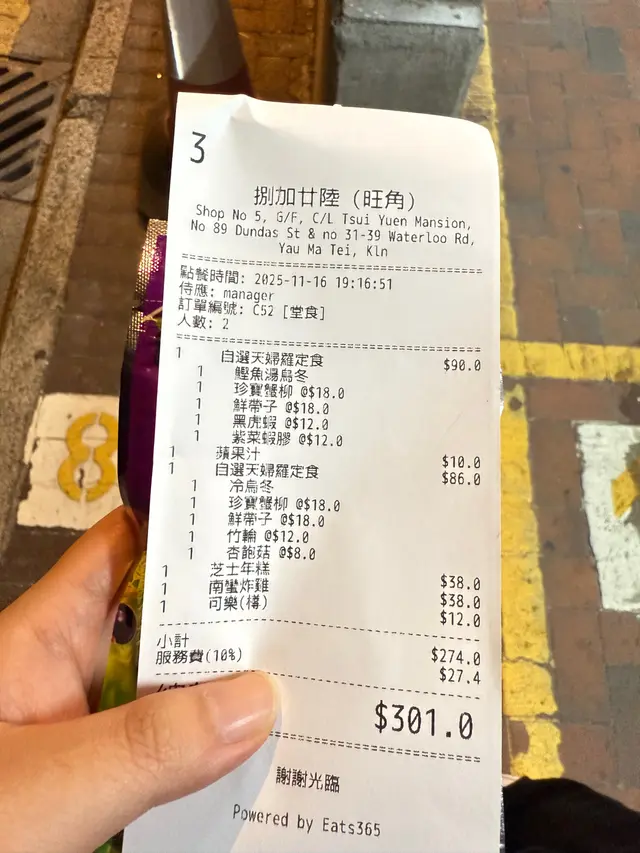 3
捌加廿陸 (旺角)
Shop No 5, G/F, C/L Tsui Yuen Mansion,
No 89 Dundas St & no 31-39 Waterloo Rd,
Yau Ma Tei, Kln
點餐時間: 2025-11-16 19:16:51
侍應: manager
訂單編號: C52 [堂食]
人數: 2
1 自選天婦羅定食 $90.0
1 鰹魚湯烏冬
1 珍寶蟹柳 @$18.0
1 鮮帶子 @$18.0
1 黑虎蝦 @$12.0
1 紫菜蝦膠 @$12.0
1 蘋果汁 $10.0
1 自選天婦羅定食 $86.0
1 冷烏冬
1 珍寶蟹柳 @$18.0
1 鮮帶子 @$18.0
1 竹輪 @$12.0
1 杏鮑菇 @$8.0
1 芝士年糕 $38.0
1 南蠻炸雞 $38.0
1 可樂(樽) $12.0
小計 $274.0
服務費(10%) $27.4
$301.0
謝謝光臨
Powered by Eats365
8